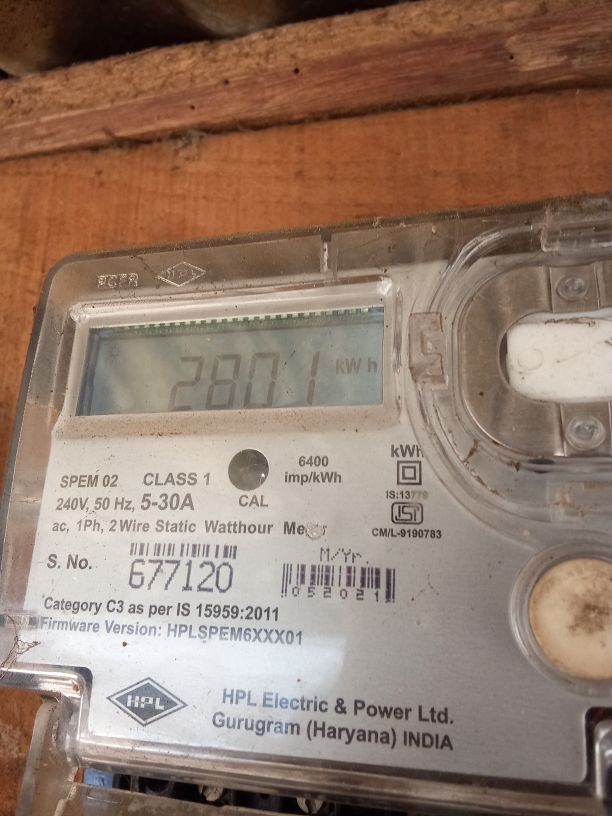 HPL
2801 kWh
SPEM 02 CLASS 1
6400
imp/kWh
kWh
240V, 50 Hz, 5-30A
CAL
IS:13779
ac, 1Ph, 2 Wire Static Watthour Meter
ISI
CM/L-9190783
M/Yr.
S. No. 677120
052021
Category C3 as per IS 15959:2011
Firmware Version: HPLSPEM6XXX01
HPL
HPL Electric & Power Ltd.
Gurugram (Haryana) INDIA